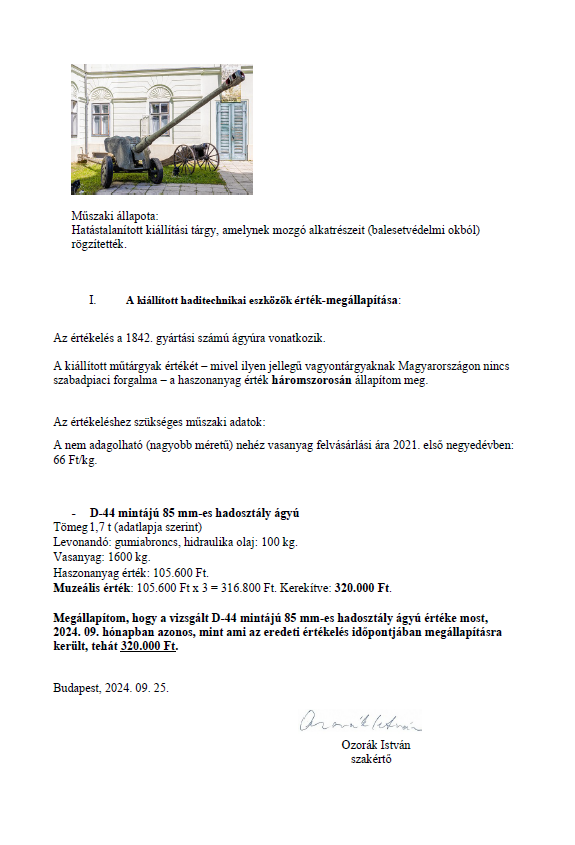 Műszaki állapota:
Hatástalanított kiállítási tárgy, amelynek mozgó alkatrészeit (balesetvédelmi okból)
rögzítették.
I. A kiállított haditechnikai eszközök érték-megállapítása:
Az értékelés a 1842. gyártási számú ágyúra vonatkozik.
A kiállított műtárgyak értékét – mivel ilyen jellegű vagyontárgyaknak Magyarországon nincs
szabadpiaci forgalma – a haszonanyag érték háromszorosán állapítom meg.
Az értékeléshez szükséges műszaki adatok:
A nem adagolható (nagyobb méretű) nehéz vasanyag felvásárlási ára 2021. első negyedévben:
66 Ft/kg.
- D-44 mintájú 85 mm-es hadosztály ágyú
Tömeg 1,7 t (adatlapja szerint)
Levonandó: gumiabroncs, hidraulika olaj: 100 kg.
Vasanyag: 1600 kg.
Haszonanyag érték: 105.600 Ft.
Muzeális érték: 105.600 Ft x 3 = 316.800 Ft. Kerekítve: 320.000 Ft.
Megállapítom, hogy a vizsgált D-44 mintájú 85 mm-es hadosztály ágyú értéke most,
2024. 09. hónapban azonos, mint ami az eredeti értékelés időpontjában megállapításra
került, tehát 320.000 Ft.
Budapest, 2024. 09. 25.
Ozorák István
Ozorák István
szakértő